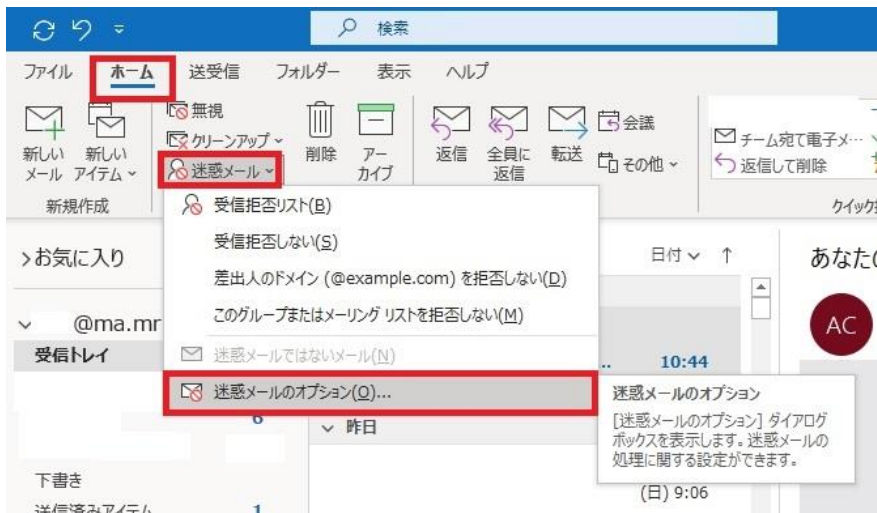 検索
ファイル ホーム 送受信 フォルダー 表示 ヘルプ
新しい
メール
新しい
アイテム
無視
クリーンアップ
迷惑メール
削除
アー
カイブ
返信
全員に
返信
転送
会議
その他
チーム宛て電子メ…
返信して削除
新規作成
受信拒否リスト(B)
受信拒否しない(S)
差出人のドメイン (@example.com) を拒否しない(D)
このグループまたはメーリング リストを拒否しない(M)
迷惑メールではないメール(N)
迷惑メールのオプション(O)...
お気に入り
日付 ↑
@ma.mr
受信トレイ
.. 10:44
AC
迷惑メールのオプション
[迷惑メールのオプション] ダイアログ
ボックスを表示します。迷惑メールの
処理に関する設定ができます。
6
昨日
下書き
(日) 9:06
送信済みアイテム 1